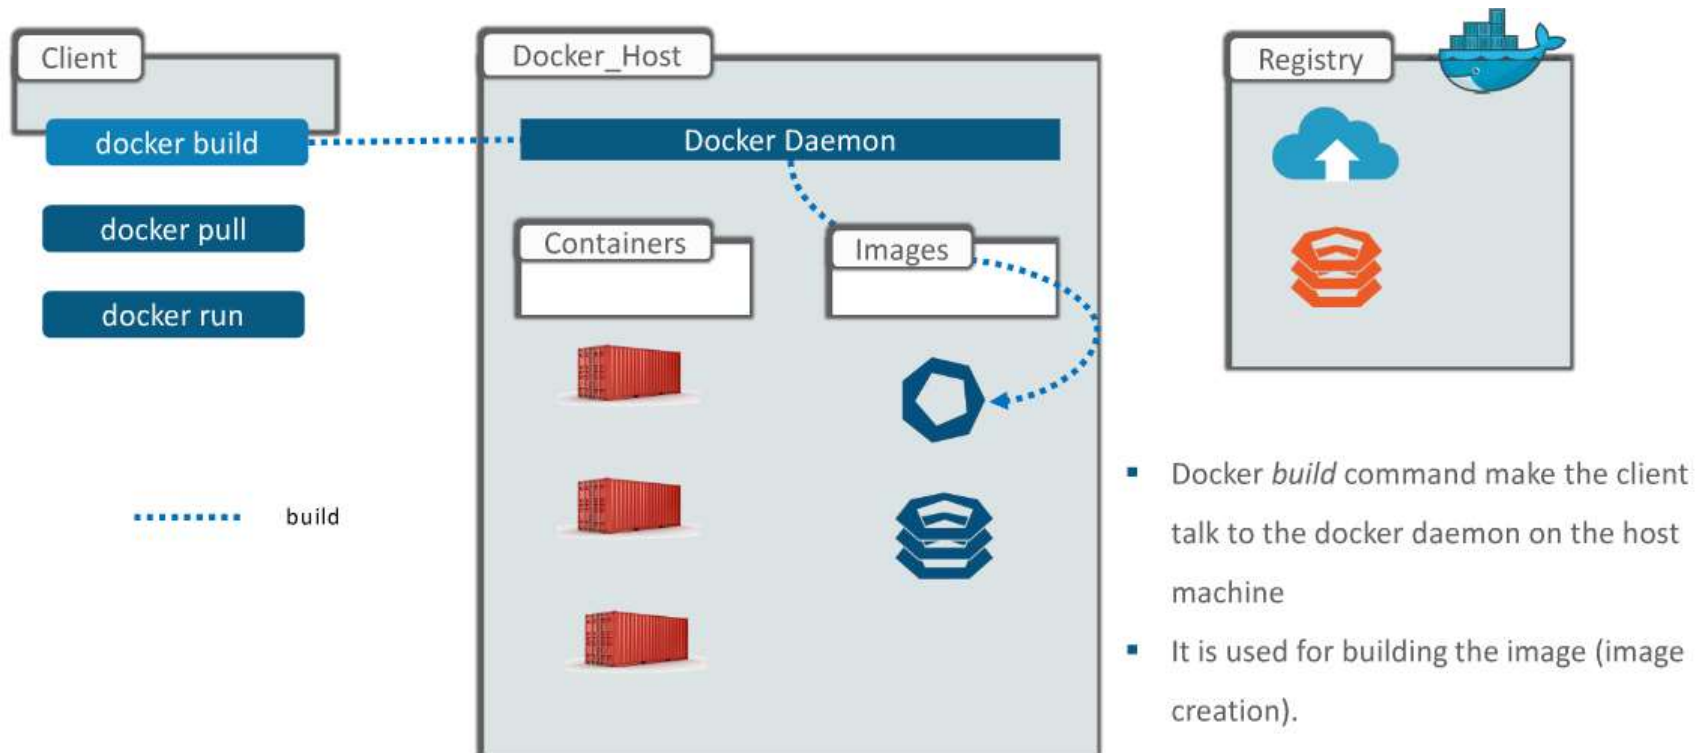 Client
docker build
docker pull
docker run
build
Docker_Host
Docker Daemon
Containers
Images
Registry
▪ Docker build command make the client
talk to the docker daemon on the host
machine
▪ It is used for building the image (image
creation).